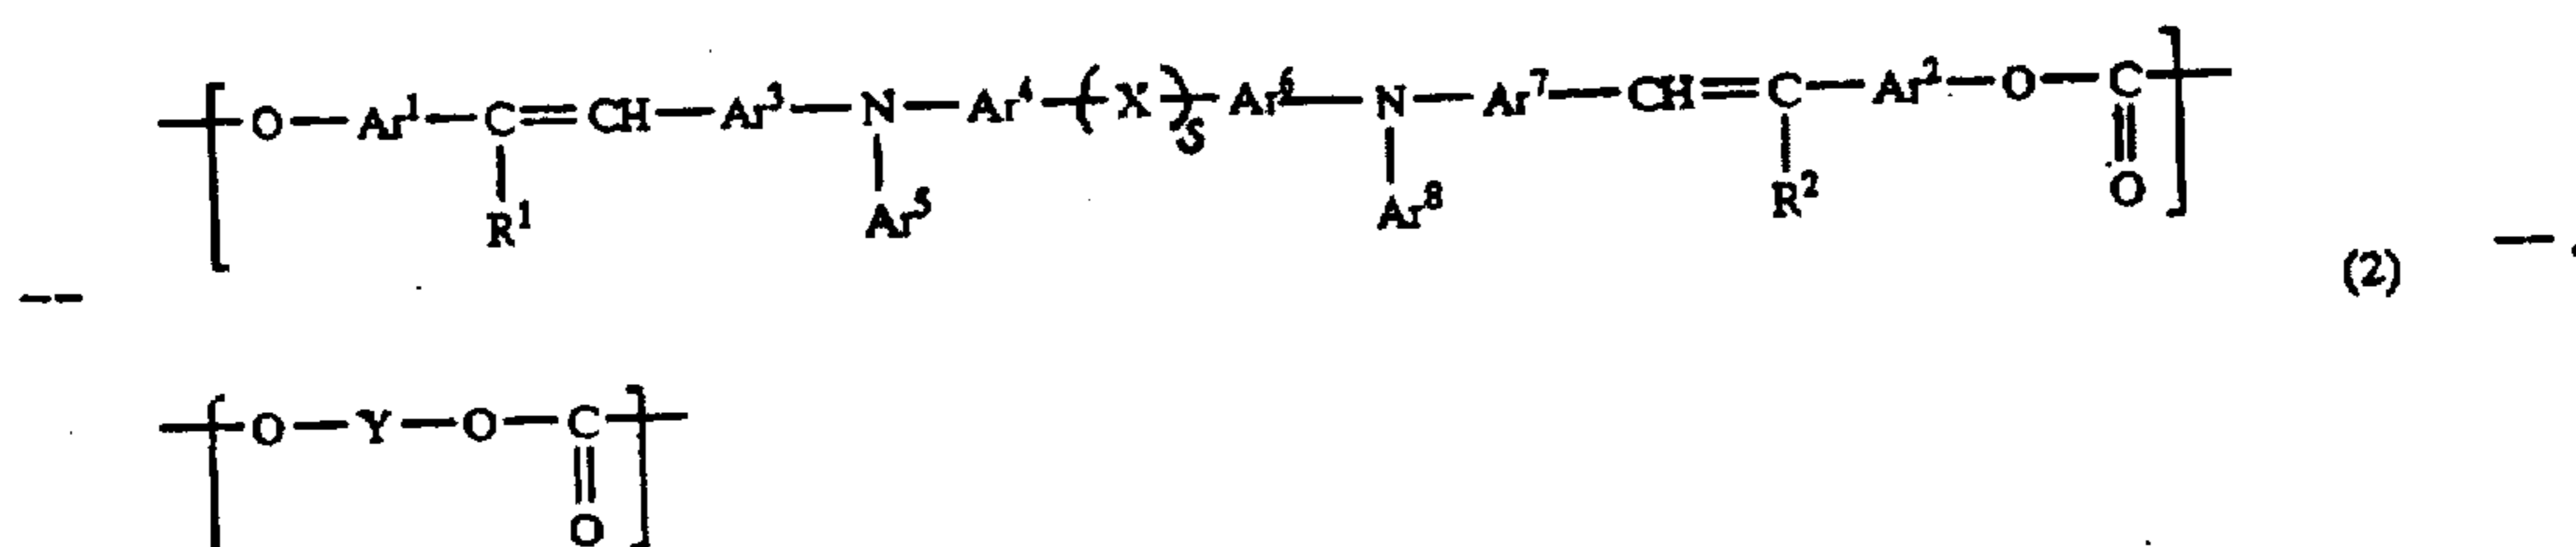 [O—Ar¹—C=CH—Ar³—N—Ar⁴—(X)S—Ar⁶—N—Ar⁷—CH=C—Ar²—O—C]
R¹ Ar⁵ Ar⁸ R² O
(2)
-- --
[O—Y—O—C]
O